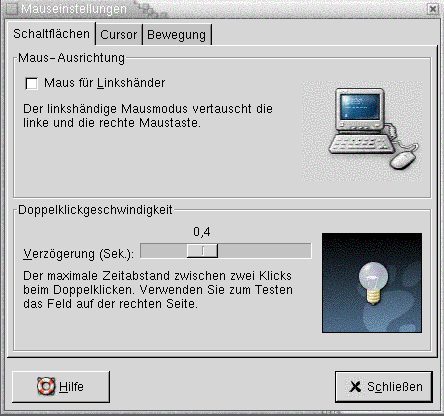 Mauseinstellungen
Schaltflächen Cursor Bewegung
Maus-Ausrichtung
Maus für Linkshänder
Der linkshändige Mausmodus vertauscht die
linke und die rechte Maustaste.
Doppelklickgeschwindigkeit
0,4
Verzögerung (Sek.):
Der maximale Zeitabstand zwischen zwei Klicks
beim Doppelklicken. Verwenden Sie zum Testen
das Feld auf der rechten Seite.
Hilfe Schließen